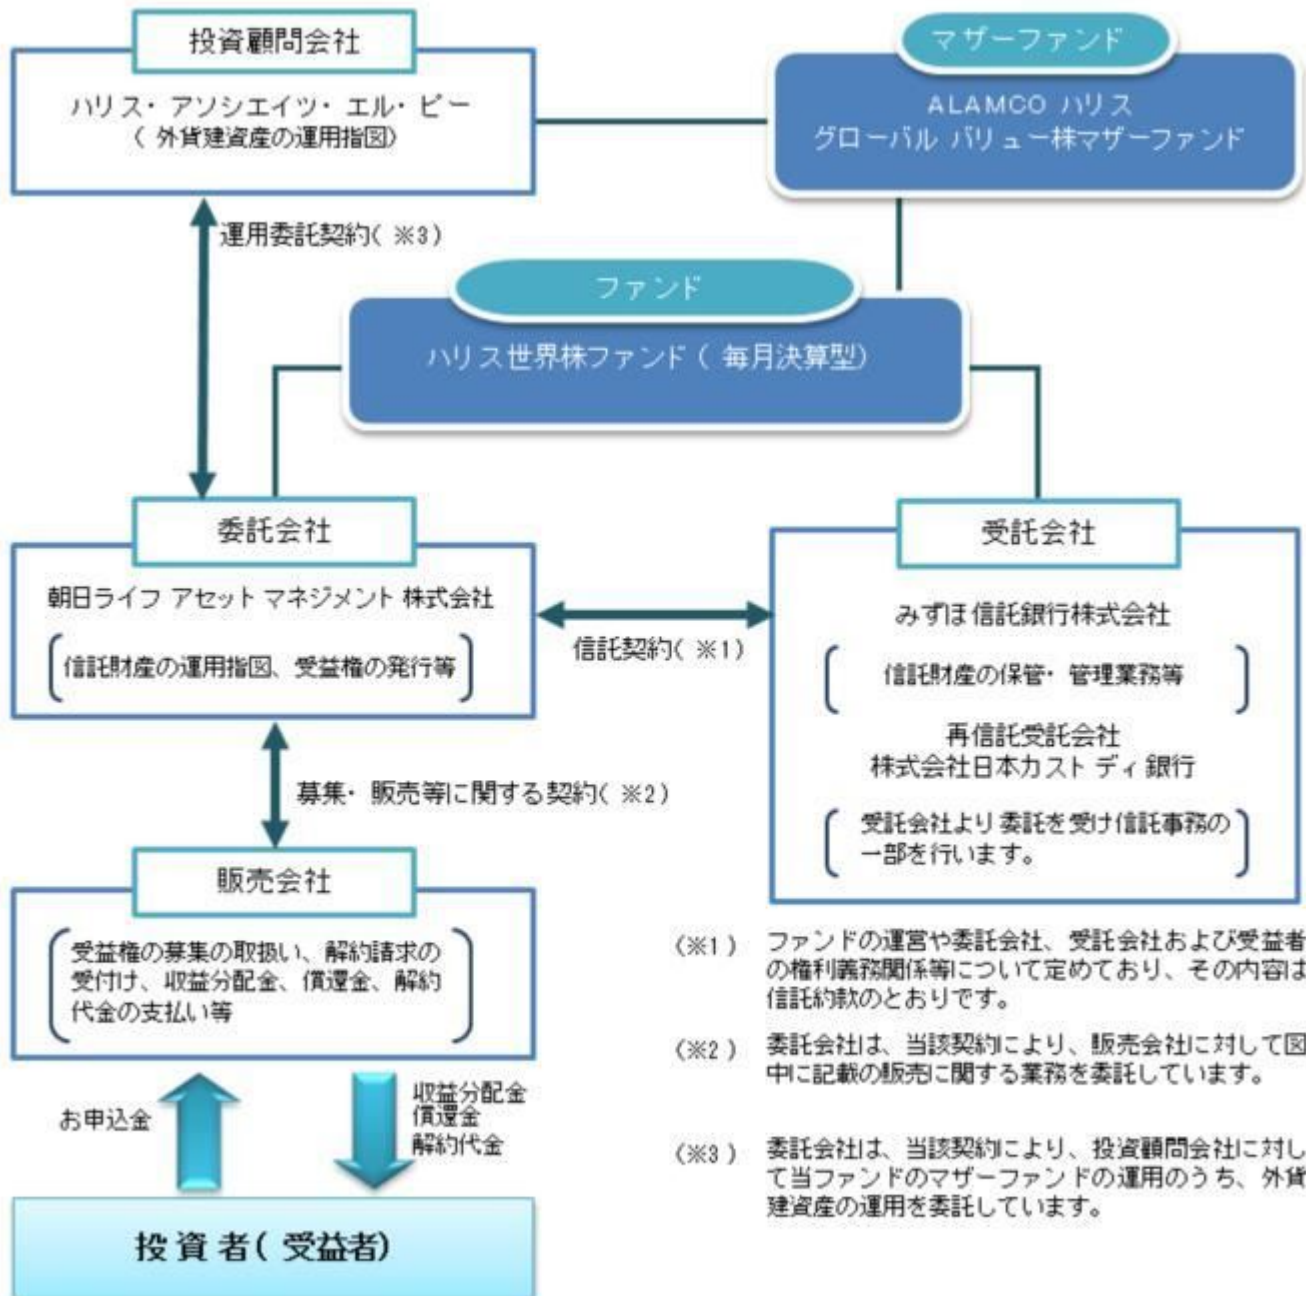 投資顧問会社
ハリス・アソシエイツ・エル・ピー
（外貨建資産の運用指図）
マザーファンド
ALAMCO ハリス
グローバル バリュー株マザーファンド
運用委託契約（※3）
ファンド
ハリス世界株ファンド（毎月決算型）
委託会社
朝日ライフ アセット マネジメント 株式会社
信託財産の運用指図、受益権の発行等
信託契約（※1）
受託会社
みずほ信託銀行株式会社
信託財産の保管・管理業務等
再信託受託会社
株式会社日本カストディ銀行
受託会社より委託を受け信託事務の
一部を行います。
募集・販売等に関する契約（※2）
販売会社
受益権の募集の取扱い、解約請求の
受付け、収益分配金、償還金、解約
代金の支払い等
お申込金
収益分配金
償還金
解約代金
投資者（受益者）
（※1） ファンドの運営や委託会社、受託会社および受益者
の権利義務関係等について定めており、その内容は
信託約款のとおりです。
（※2） 委託会社は、当該契約により、販売会社に対して図
中に記載の販売に関する業務を委託しています。
（※3） 委託会社は、当該契約により、投資顧問会社に対し
て当ファンドのマザーファンドの運用のうち、外貨
建資産の運用を委託しています。